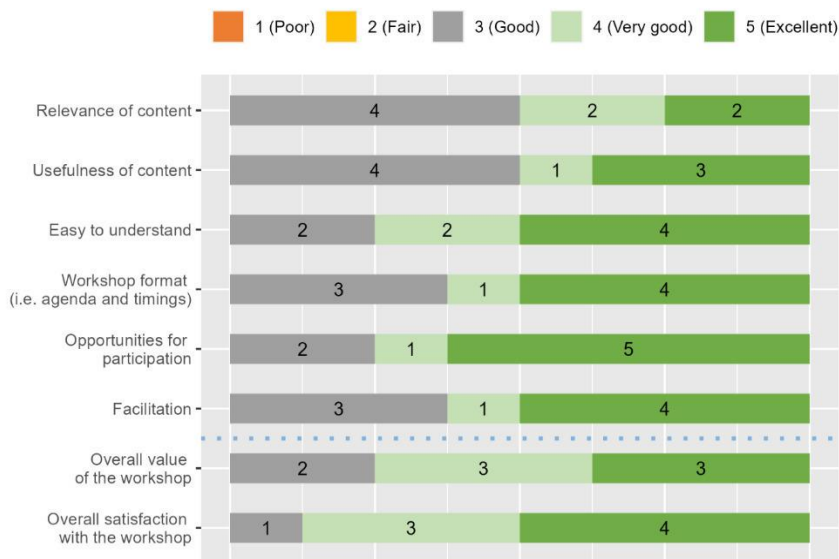 1 (Poor) 2 (Fair) 3 (Good) 4 (Very good) 5 (Excellent)
Relevance of content 4 2 2
Usefulness of content 4 1 3
Easy to understand 2 2 4
Workshop format
(i.e. agenda and timings) 3 1 4
Opportunities for
participation 2 1 5
Facilitation 3 1 4
Overall value
of the workshop 2 3 3
Overall satisfaction
with the workshop 1 3 4